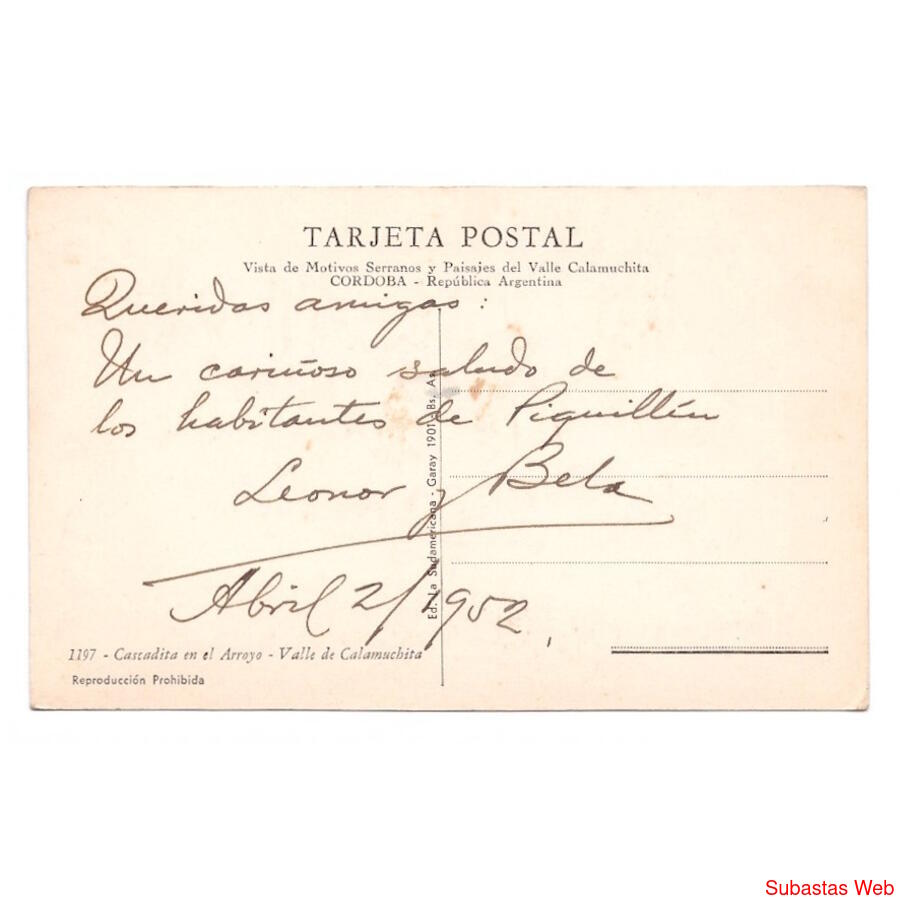 TARJETA POSTAL
Vista de Motivos Serranos y Paisajes del Valle Calamuchita
CORDOBA - República Argentina
Queridas amigas:
Un cariñoso saludo de
los habitantes de Piquillín
Leonor y Bela
Abril 2/1952
Ed. La Sudamericana - Garay 1901 Bs. As.
1197 - Cascadita en el Arroyo - Valle de Calamuchita
Reproducción Prohibida
Subastas Web